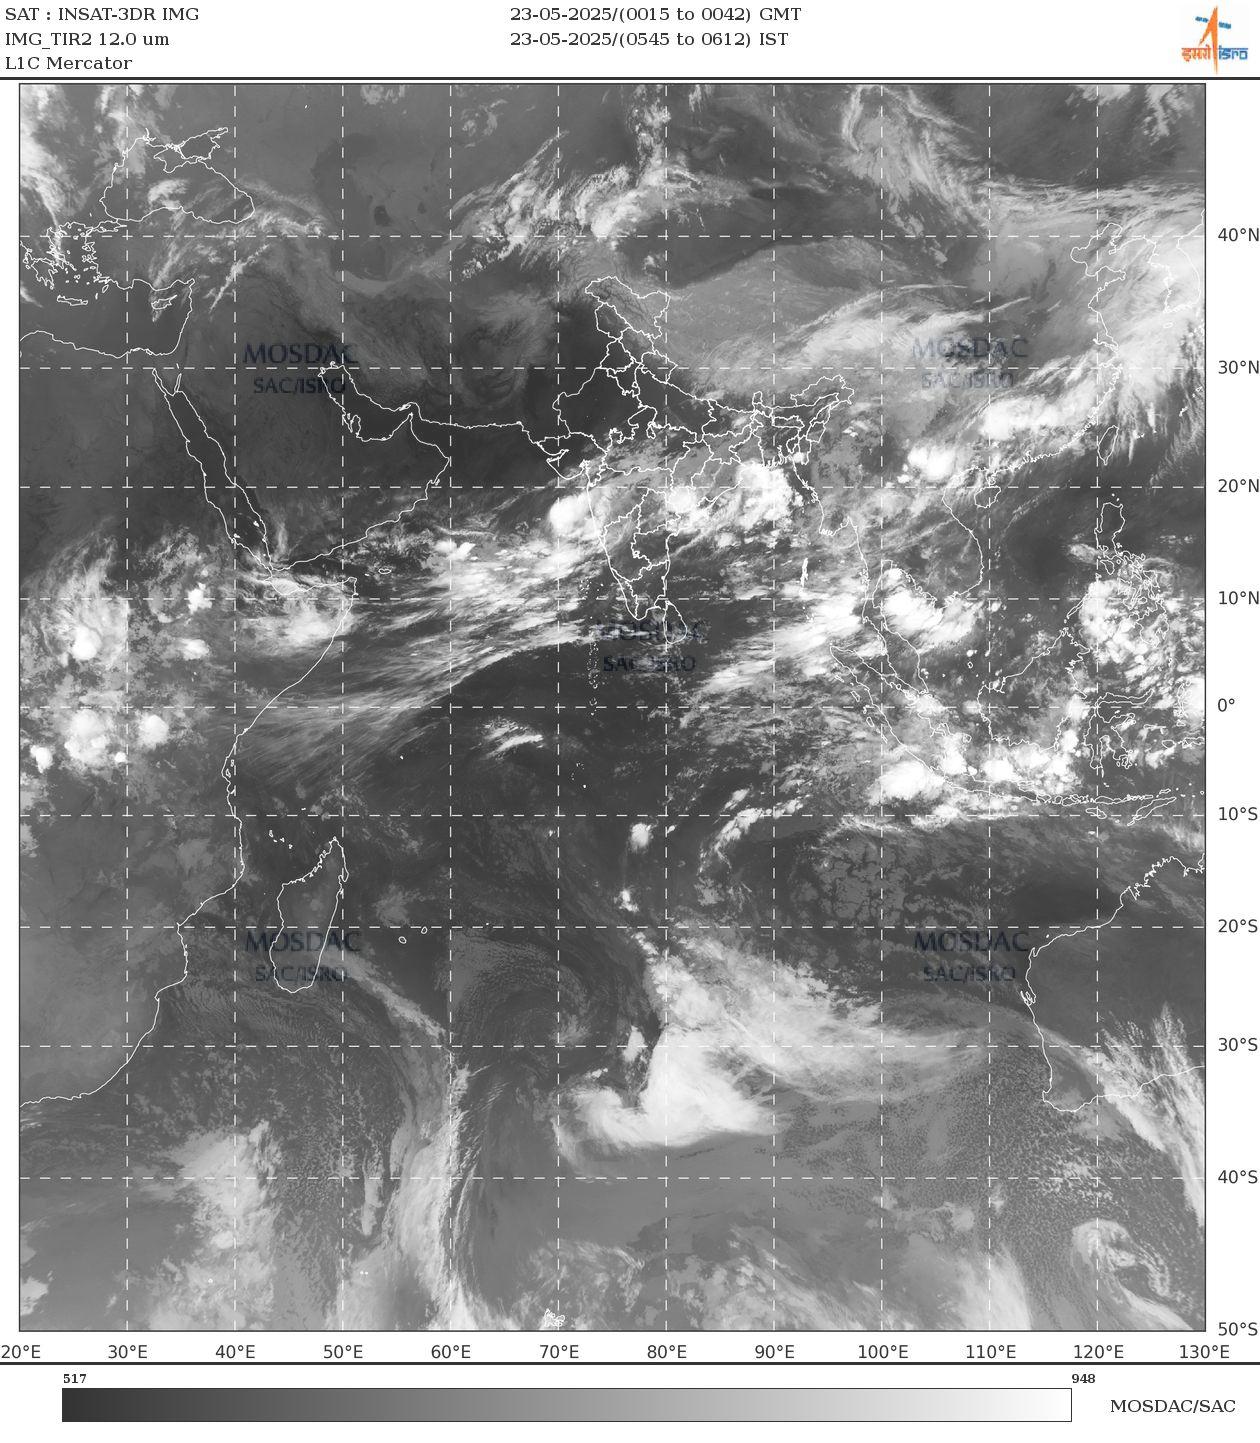 SAT : INSAT-3DR IMG
23-05-2025/(0015 to 0042) GMT
IMG_TIR2 12.0 um
23-05-2025/(0545 to 0612) IST
L1C Mercator
इसरो isro
40°N
MOSDAC
SAC/ISRO
MOSDAC
SAC/ISRO
30°N
20°N
10°N
MOSDAC
SAC/ISRO
0°
10°S
20°S
MOSDAC
SAC/ISRO
MOSDAC
SAC/ISRO
30°S
40°S
50°S
20°E 30°E 40°E 50°E 60°E 70°E 80°E 90°E 100°E 110°E 120°E 130°E
517
948
MOSDAC/SAC